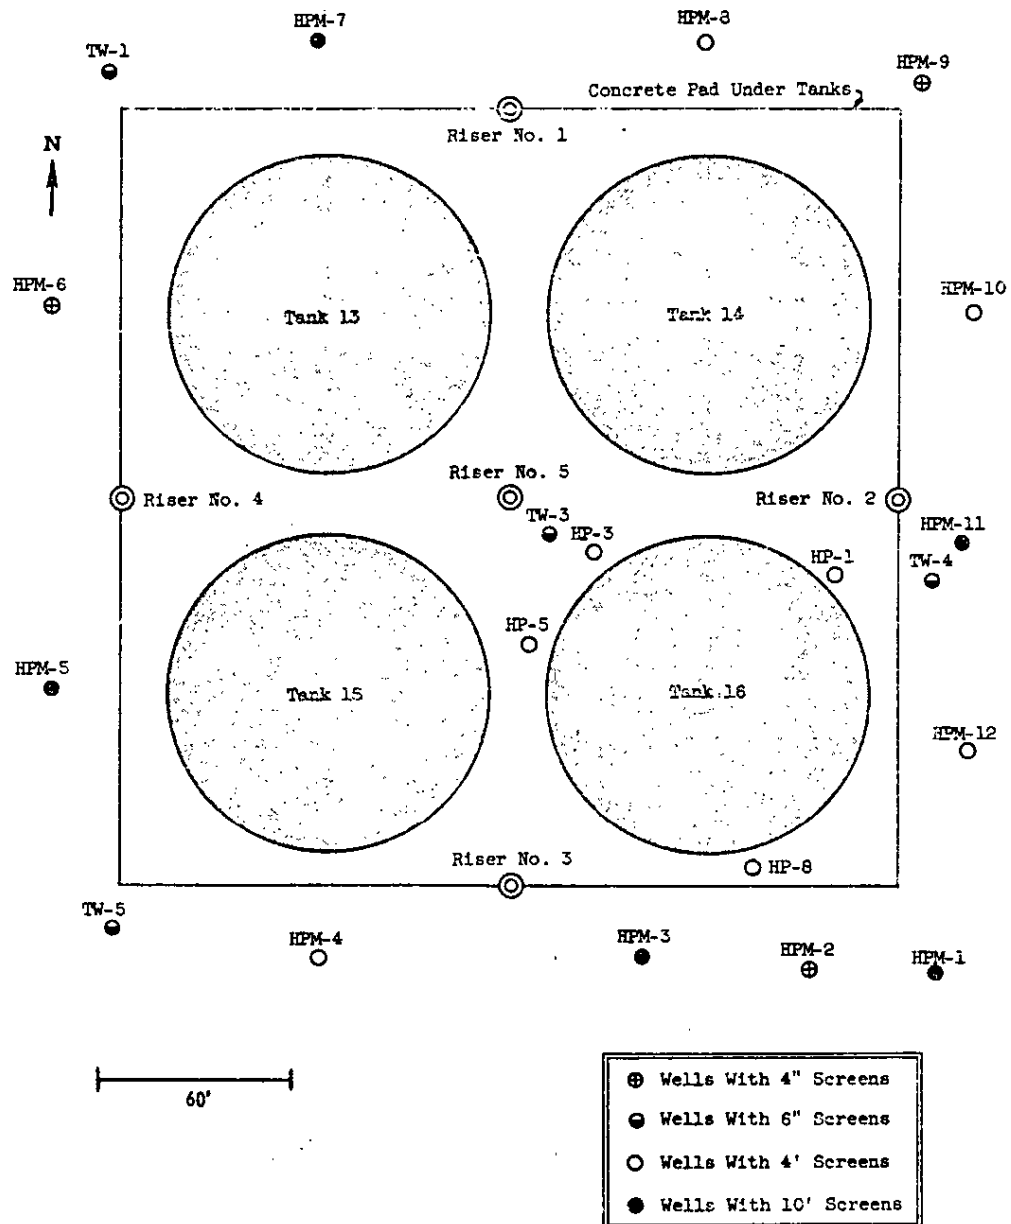 HPM-7
HPM-8
TW-1
HPM-9
Concrete Pad Under Tanks
Riser No. 1
N
HPM-6
HPM-10
Tank 13
Tank 14
Riser No. 5
Riser No. 4
Riser No. 2
TW-3
HPM-11
HP-3
HP-1
TW-4
HP-5
HPM-5
Tank 15
Tank 16
HPM-12
Riser No. 3
HP-8
TW-5
HPM-4
HPM-3
HPM-2
HPM-1
60'
Wells With 4" Screens
Wells With 6" Screens
Wells With 4' Screens
Wells With 10' Screens